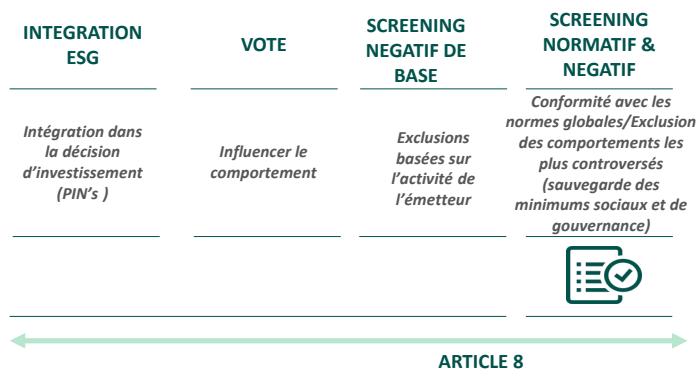 INTEGRATION
ESG
VOTE
SCREENING
NEGATIF DE
BASE
SCREENING
NORMATIF &
NEGATIF
Intégration dans
la décision
d'investissement
(PIN's )
Influencer le
comportement
Exclusions
basées sur
l'activité de
l'émetteur
Conformité avec les
normes globales/Exclusion
des comportements les
plus controversés
(sauvegarde des
minimums sociaux et de
gouvernance)
ARTICLE 8